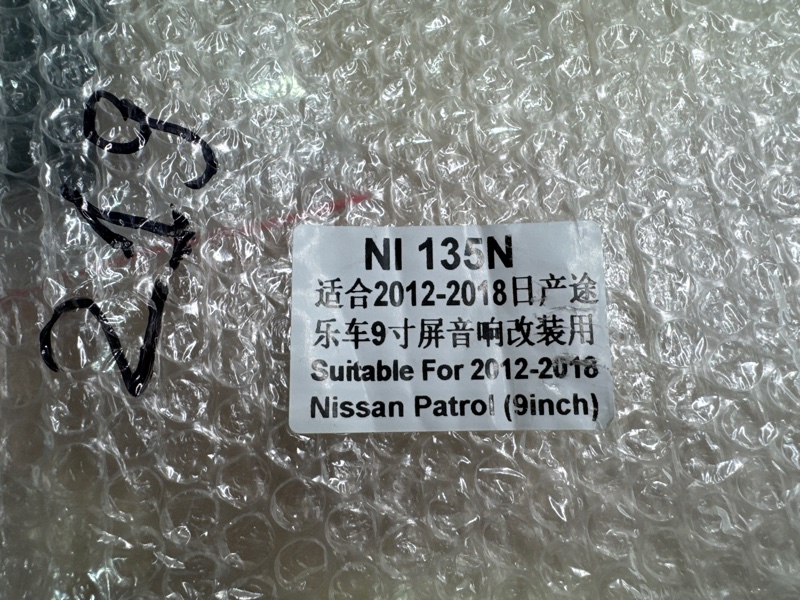 219
NI 135N
适合2012-2018日产途
乐车9寸屏音响改装用
Suitable For 2012-2018
Nissan Patrol (9inch)